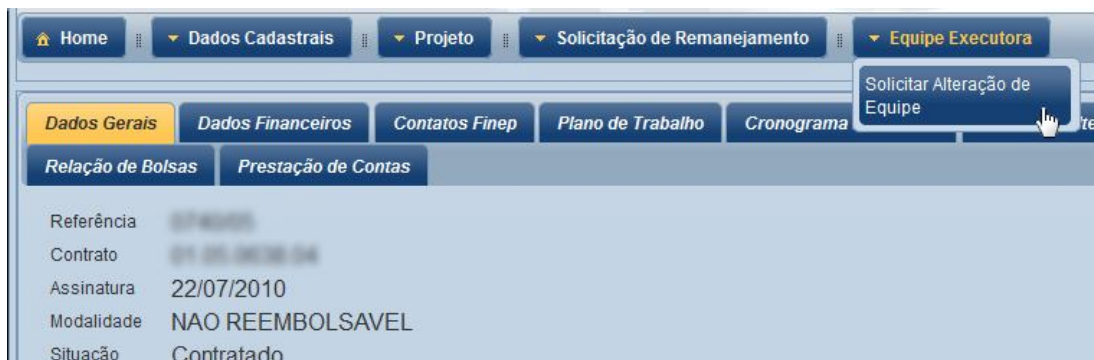 Home Dados Cadastrais Projeto Solicitação de Remanejamento Equipe Executora
Solicitar Alteração de
Equipe
Dados Gerais Dados Financeiros Contatos Finep Plano de Trabalho Cronograma
Relação de Bolsas Prestação de Contas
Referência
Contrato
Assinatura 22/07/2010
Modalidade NAO REEMBOLSAVEL
Situação Contratado